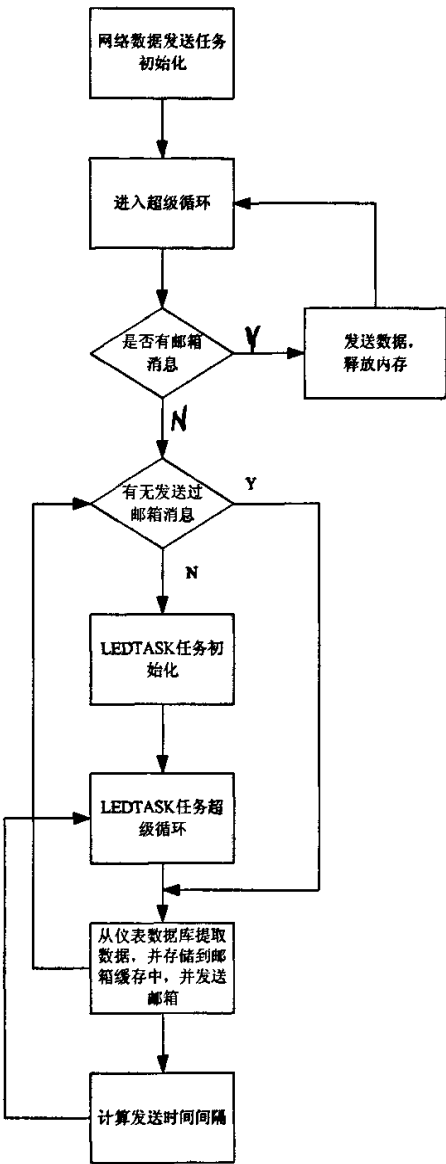 网络数据发送任务
初始化
进入超级循环
是否有邮箱
消息
Y
发送数据，
释放内存
N
有无发送过
邮箱消息
Y
N
LEDTASK任务初
始化
LEDTASK任务超
级循环
从仪表数据库提取
数据，并存储到邮
箱缓存中，并发送
邮箱
计算发送时间间隔